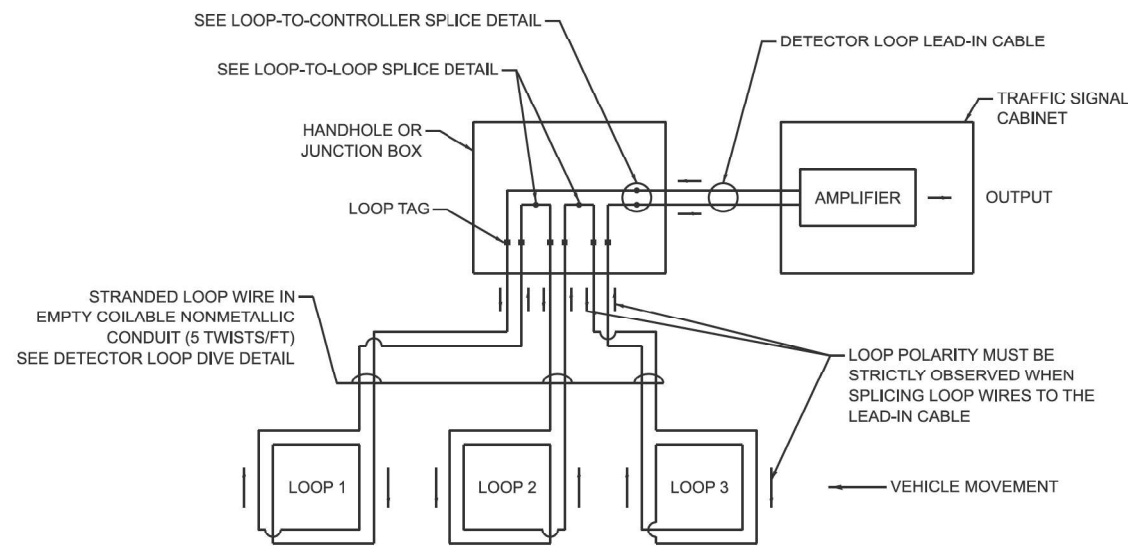 SEE LOOP-TO-CONTROLLER SPLICE DETAIL
DETECTOR LOOP LEAD-IN CABLE
SEE LOOP-TO-LOOP SPLICE DETAIL
TRAFFIC SIGNAL
CABINET
HANDHOLE OR
JUNCTION BOX
AMPLIFIER
OUTPUT
LOOP TAG
STRANDED LOOP WIRE IN
EMPTY COILABLE NONMETALLIC
CONDUIT (5 TWISTS/FT)
SEE DETECTOR LOOP DIVE DETAIL
LOOP POLARITY MUST BE
STRICTLY OBSERVED WHEN
SPLICING LOOP WIRES TO THE
LEAD-IN CABLE
LOOP 1
LOOP 2
LOOP 3
VEHICLE MOVEMENT